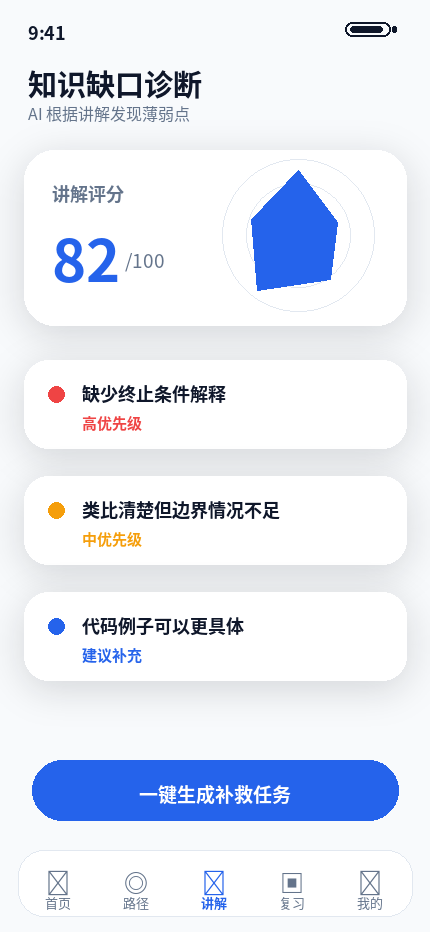 9:41
知识缺口诊断
AI 根据讲解发现薄弱点
讲解评分
82 /100
缺少终止条件解释
高优先级
类比清楚但边界情况不足
中优先级
代码例子可以更具体
建议补充
一键生成补救任务
首页 路径 讲解 复习 我的